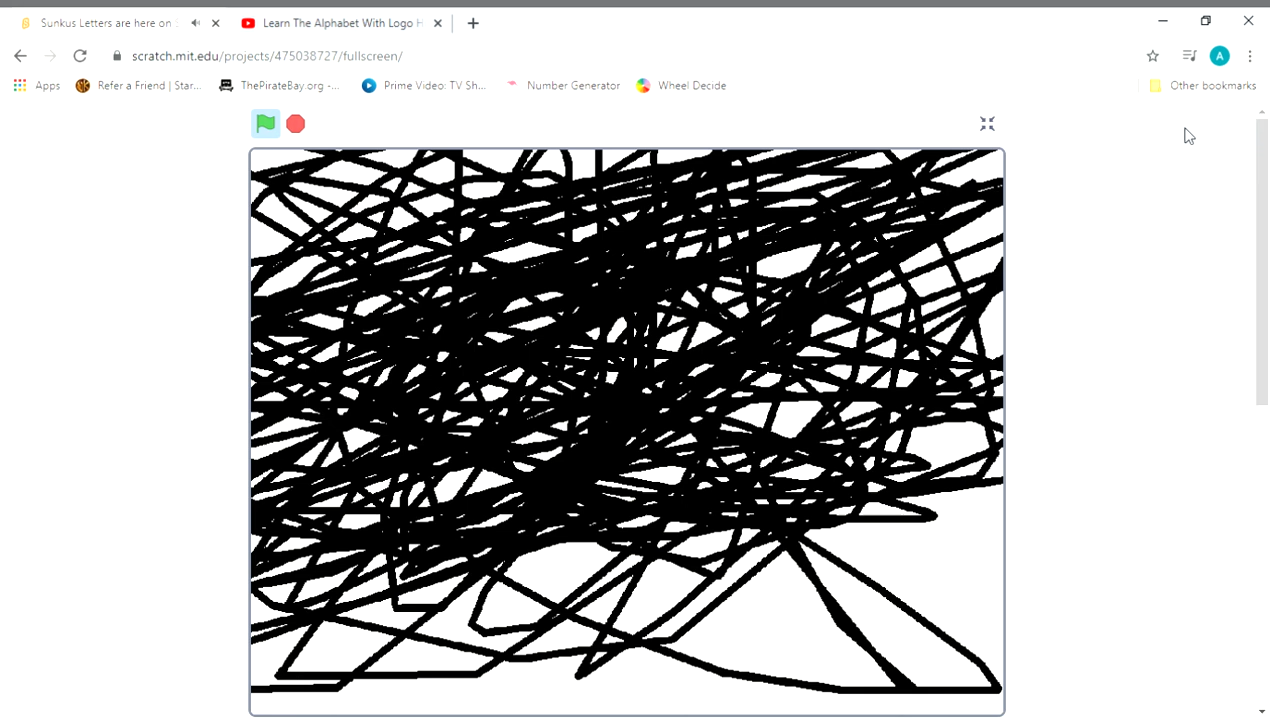 Sunkus Letters are here on
Learn The Alphabet With Logo H
scratch.mit.edu/projects/475038727/fullscreen/
A
Apps
Refer a Friend | Star...
ThePirateBay.org -...
Prime Video: TV Sh...
Number Generator
Wheel Decide
Other bookmarks